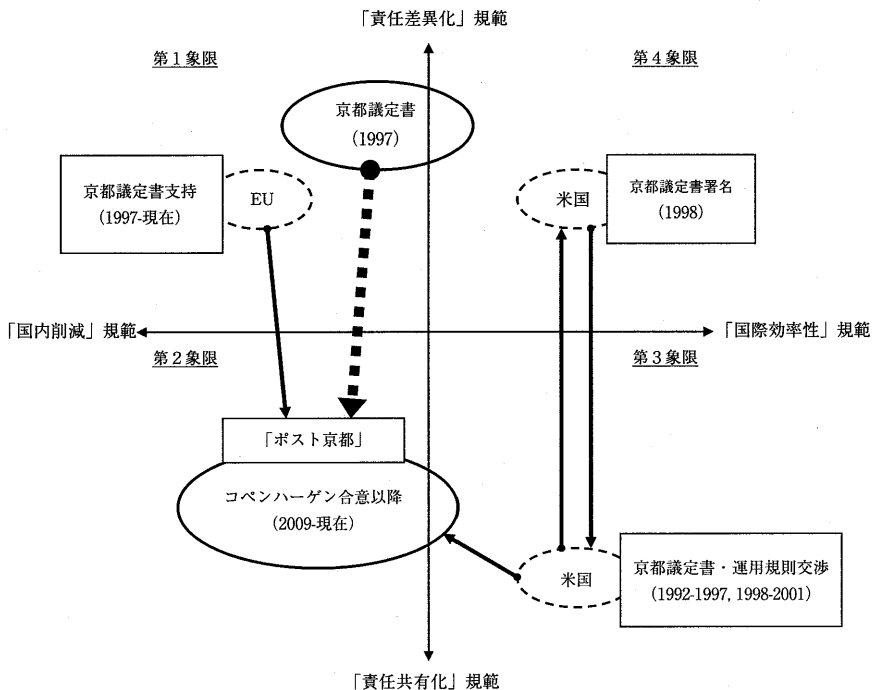 「責任差異化」規範
第1象限
第4象限
京都議定書
(1997)
京都議定書支持
(1997-現在)
EU
米国
京都議定書署名
(1998)
「国内削減」規範
「国際効率性」規範
第2象限
第3象限
「ポスト京都」
コペンハーゲン合意以降
(2009-現在)
米国
京都議定書・運用規則交渉
(1992-1997, 1998-2001)
「責任共有化」規範